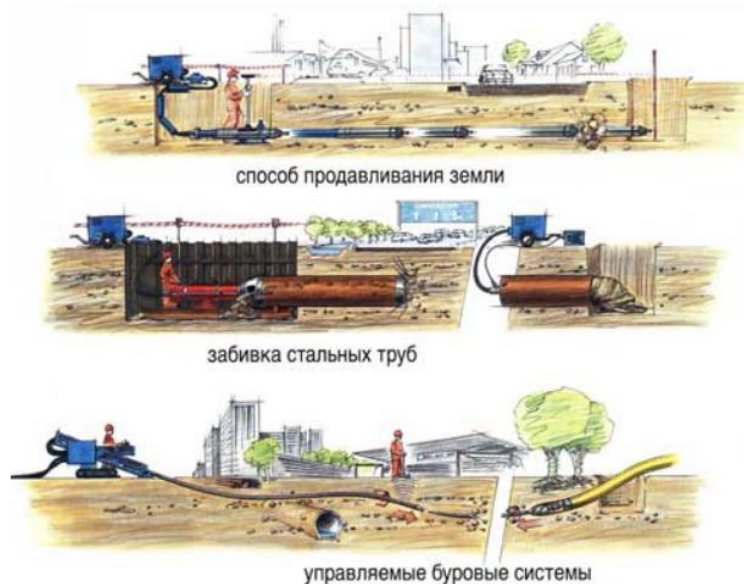 способ продавливания земли
забивка стальных труб
управляемые буровые системы